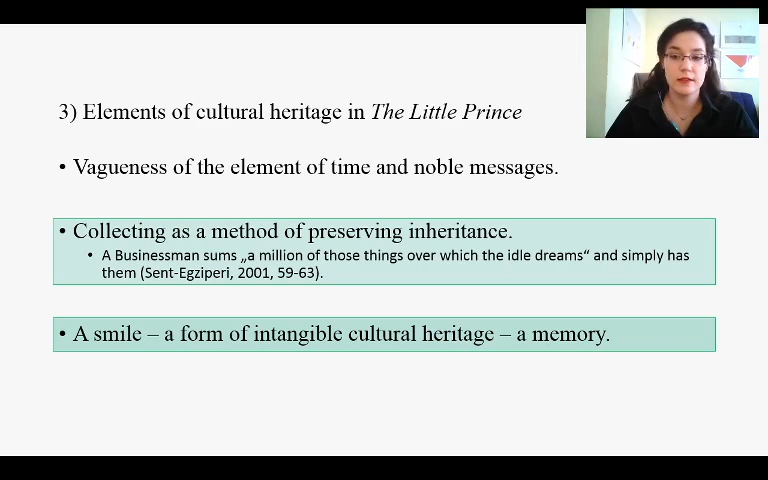 3) Elements of cultural heritage in The Little Prince
• Vagueness of the element of time and noble messages.
• Collecting as a method of preserving inheritance.
• A Businesman sums „a million of those things over which the idle dreams“ and simply has
them (Sent-Egziperi, 2001, 59-63).
• A smile – a form of intangible cultural heritage – a memory.